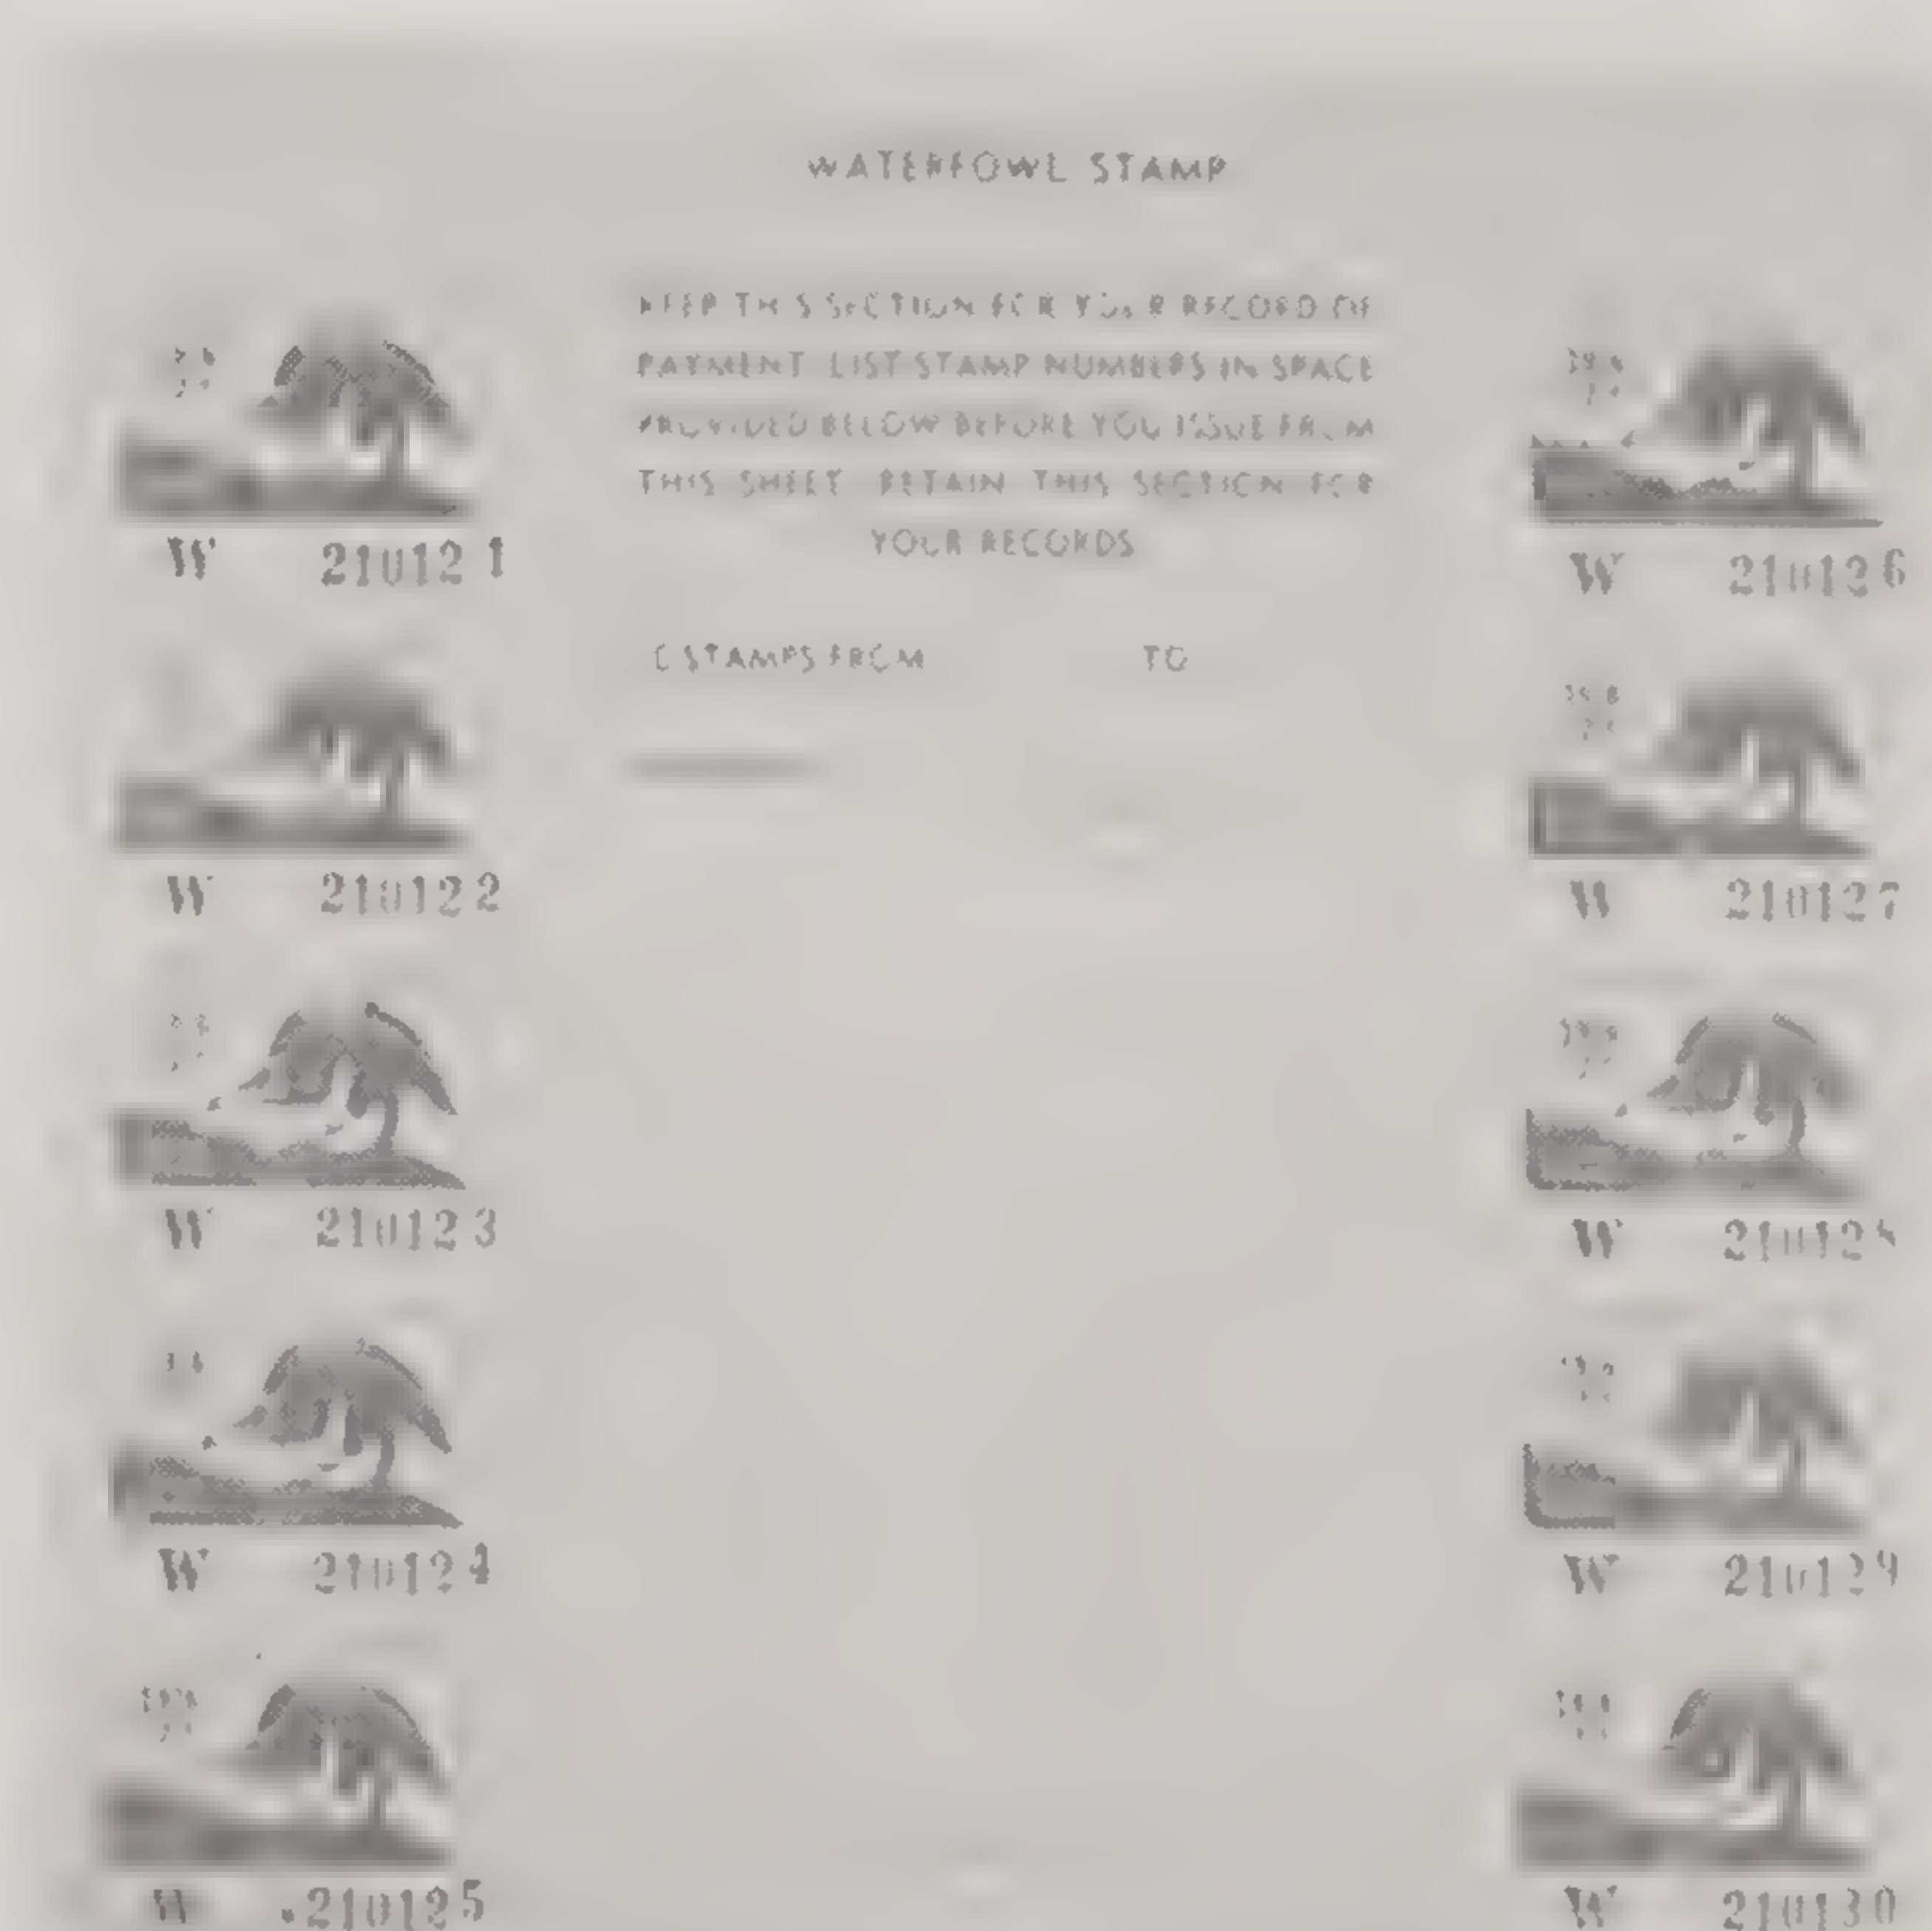 WATERFOWL STAMP
KEEP THIS SECTION FOR YOUR RECORD OF
PAYMENT LIST STAMP NUMBERS IN SPACE
PROVIDED BELOW BEFORE YOU ISSUE FROM
THIS SHEET RETAIN THIS SECTION FOR
YOUR RECORDS
STAMPS FROM TO
W 210121
W 210122
W 210123
W 210124
W 210125
W 210126
W 210127
W 210128
W 210129
W 210130